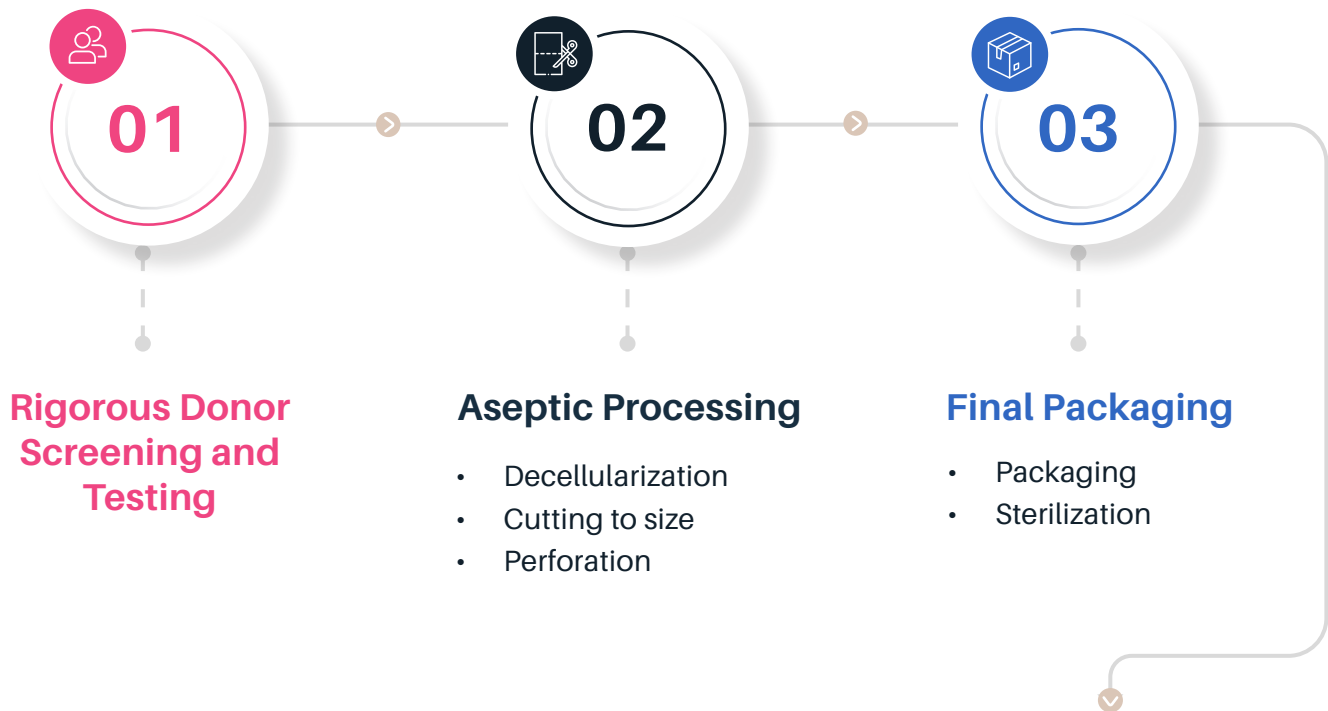 01
02
03
Rigorous Donor
Screening and
Testing
Aseptic Processing
• Decellularization
• Cutting to size
• Perforation
Final Packaging
• Packaging
• Sterilization